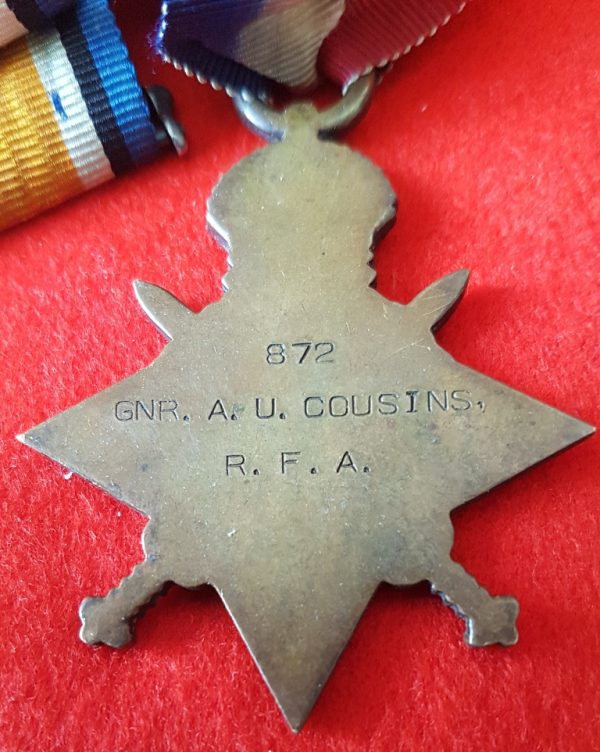 872
GNR. A. U. COUSINS,
R. F. A.